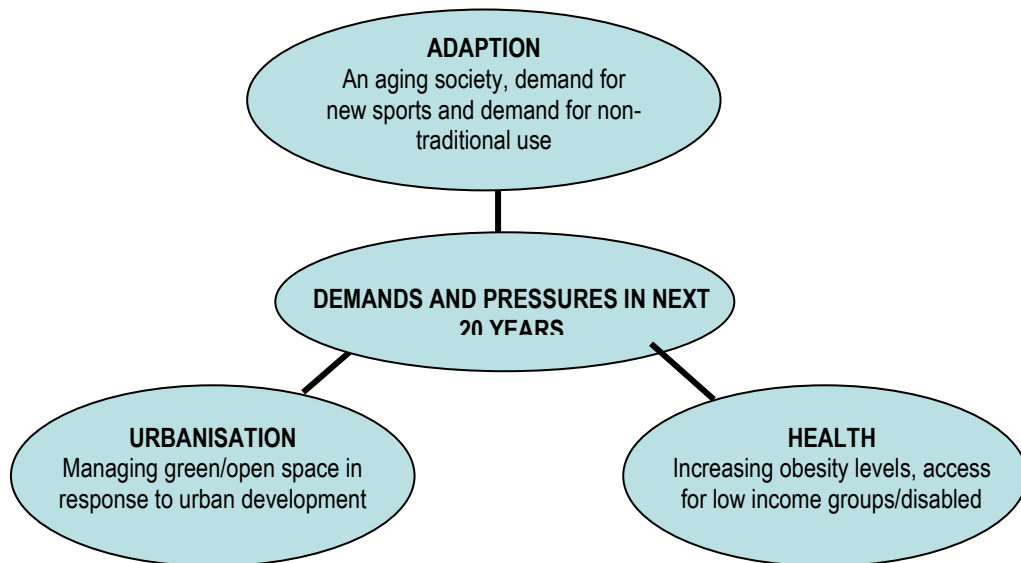 ADAPTION
An aging society, demand for
new sports and demand for non-
traditional use
DEMANDS AND PRESSURES IN NEXT
20 YEARS
URBANISATION
Managing green/open space in
response to urban development
HEALTH
Increasing obesity levels, access
for low income groups/disabled